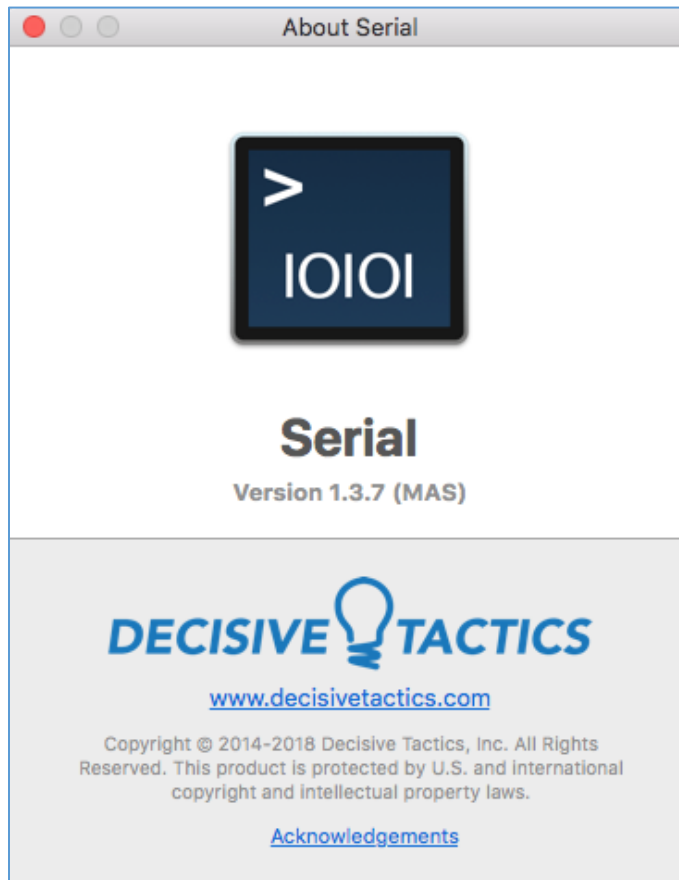 About Serial
>
IOIOI
Serial
Version 1.3.7 (MAS)
DECISIVE TACTICS
www.decisivetactics.com
Copyright © 2014-2018 Decisive Tactics, Inc. All Rights
Reserved. This product is protected by U.S. and international
copyright and intellectual property laws.
Acknowledgements